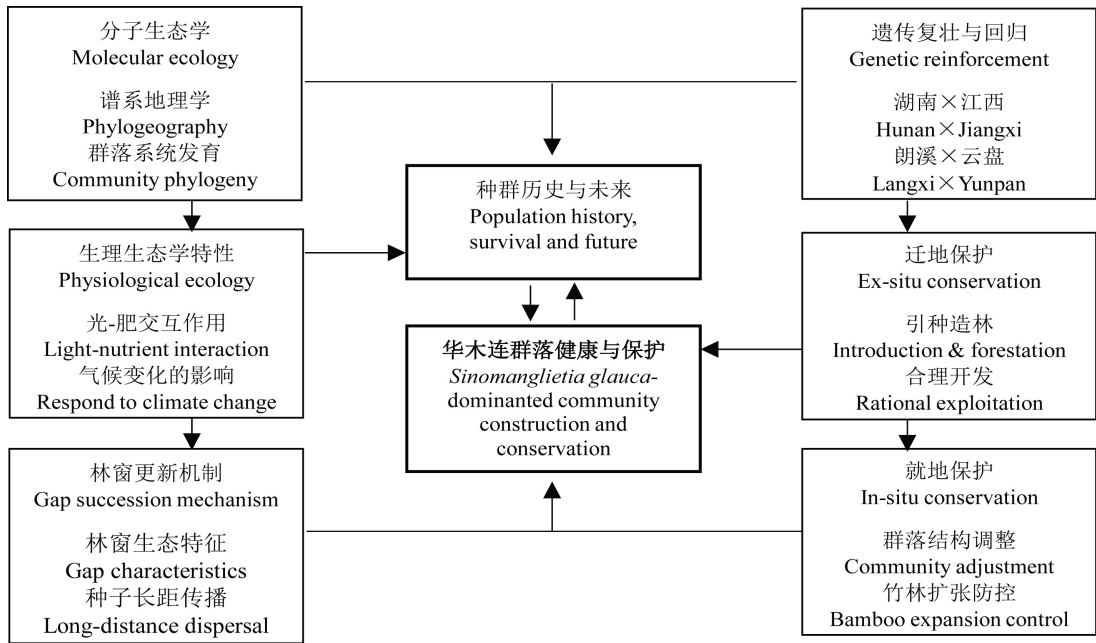 分子生态学
Molecular ecology
谱系地理学
Phylogeography
群落系统发育
Community phylogeny
生理生态学特性
Physiological ecology
光-肥交互作用
Light-nutrient interaction
气候变化的影响
Respond to climate change
林窗更新机制
Gap succession mechanism
林窗生态特征
Gap characteristics
种子长距传播
Long-distance dispersal
种群历史与未来
Population history,
survival and future
华木连群落健康与保护
Sinomanglietia glauca-
dominanted community
construction and
conservation
遗传复壮与回归
Genetic reinforcement
湖南×江西
Hunan×Jiangxi
朗溪×云盘
Langxi×Yunpan
迁地保护
Ex-situ conservation
引种造林
Introduction & forestation
合理开发
Rational exploitation
就地保护
In-situ conservation
群落结构调整
Community adjustment
竹林扩张防控
Bamboo expansion control